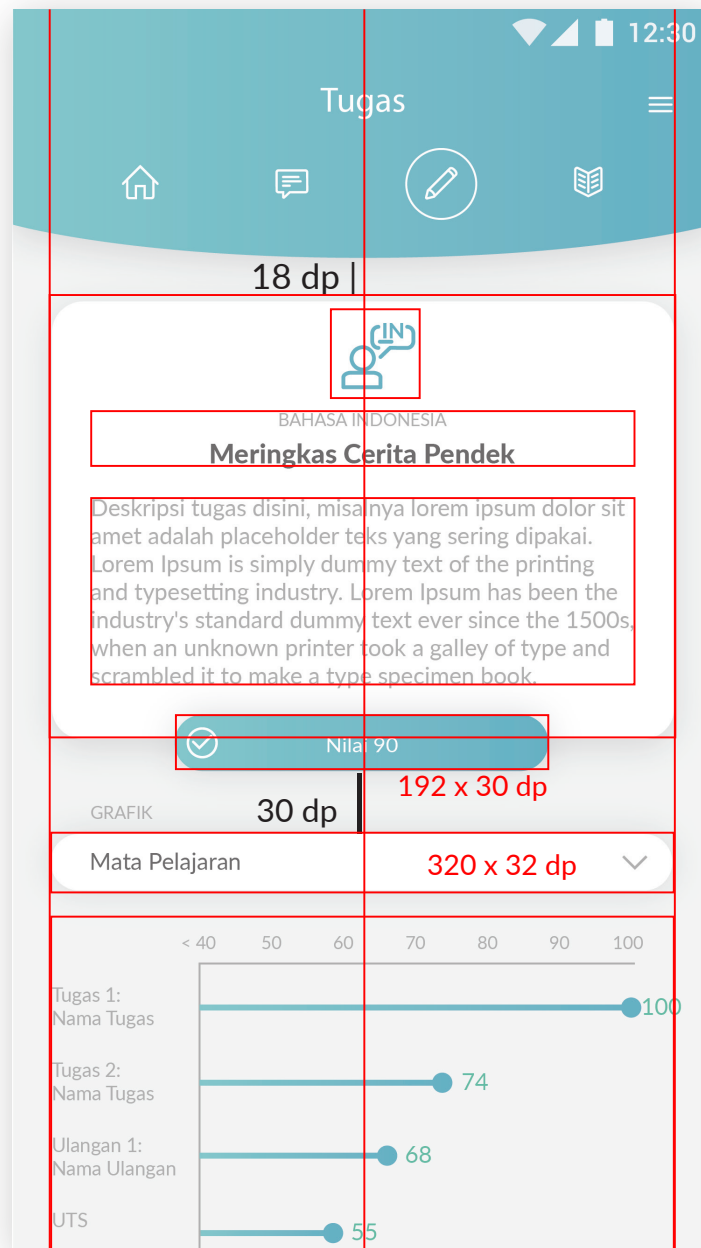 12:30
Tugas
18 dp
IN
BAHASA INDONESIA
Meringkas Cerita Pendek
Deskripsi tugas disini, misalnya lorem ipsum dolor sit
amet adalah placeholder teks yang sering dipakai.
Lorem Ipsum is simply dummy text of the printing
and typesetting industry. Lorem Ipsum has been the
industry's standard dummy text ever since the 1500s,
when an unknown printer took a galley of type and
scrambled it to make a type specimen book.
Nilai 90
192 x 30 dp
GRAFIK
30 dp
Mata Pelajaran
320 x 32 dp
< 40 50 60 70 80 90 100
Tugas 1:
Nama Tugas
100
Tugas 2:
Nama Tugas
74
Ulangan 1:
Nama Ulangan
68
UTS
55